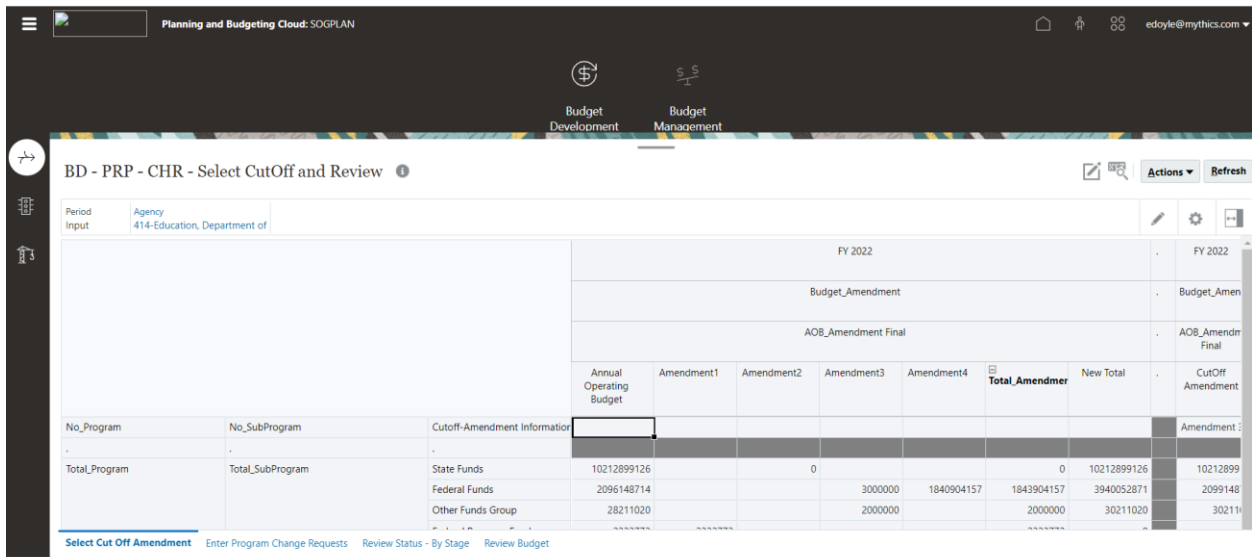 Planning and Budgeting Cloud: SOGPLAN
edoyle@mythics.com
Budget Development
Budget Management
BD - PRP - CHR - Select CutOff and Review
Actions
Refresh
Period
Input
Agency
414-Education, Department of
FY 2022 . FY 2022
Budget_Amendment . Budget_Amen
AOB_Amendment Final . AOB_Amendm
Final
Annual Operating Budget Amendment1 Amendment2 Amendment3 Amendment4 Total_Amendmer New Total . CutOff Amendment
No_Program No_SubProgram Cutoff-Amendment Information Amendment 3
. . .
Total_Program Total_SubProgram State Funds 10212899126 0 0 10212899126 10212899
Federal Funds 2096148714 3000000 1840904157 1843904157 3940052871 2099148
Other Funds Group 28211020 2000000 2000000 30211020 30211
Select Cut Off Amendment Enter Program Change Requests Review Status - By Stage Review Budget